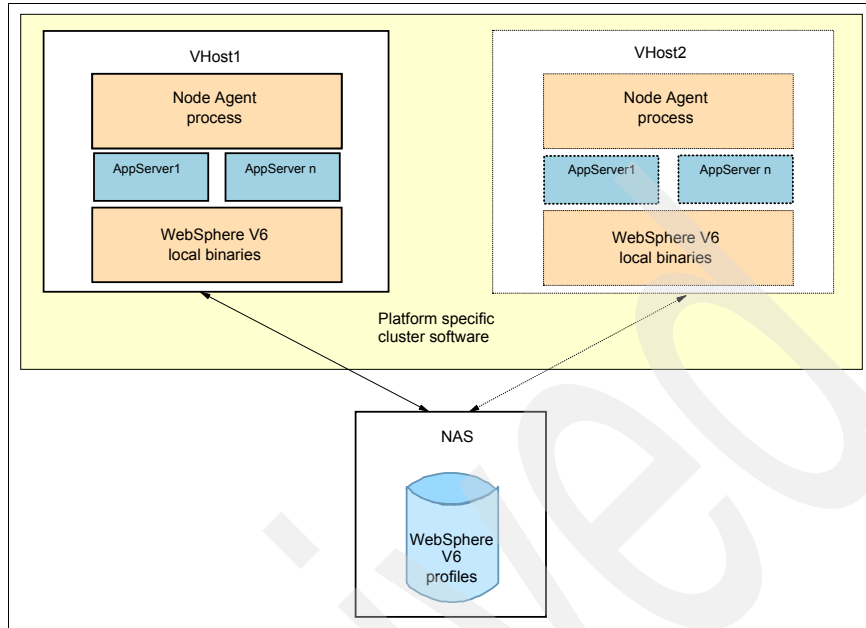 VHost1
Node Agent
process
AppServer1
AppServer n
WebSphere V6
local binaries
VHost2
Node Agent
process
AppServer1
AppServer n
WebSphere V6
local binaries
Platform specific
cluster software
NAS
WebSphere
V6
profiles